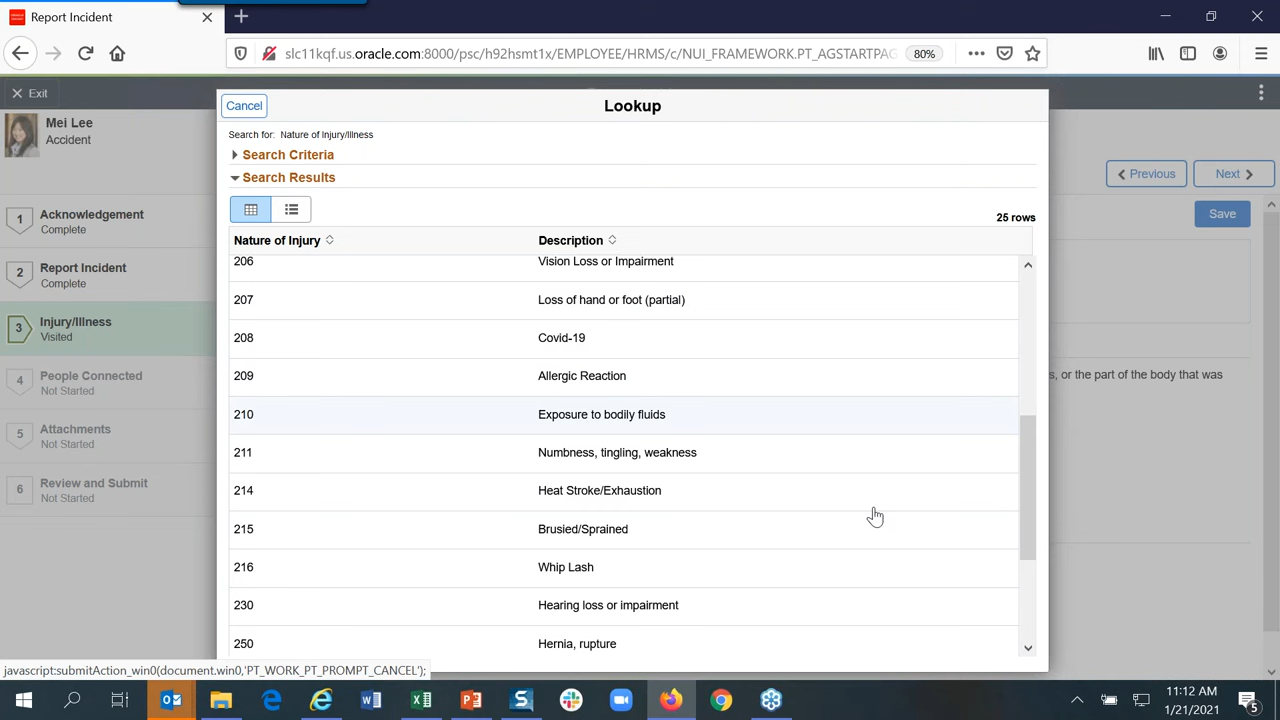 Report Incident
slc11kqf.us.oracle.com:8000/psc/h92hsmt1x/EMPLOYEE/HRMS/c/NUI_FRAMEWORK.PT_AGSTARTPAG
80%
Exit
Mei Lee
Accident
Previous
Next
1 Acknowledgement
Complete
2 Report Incident
Complete
3 Injury/Illness
Visited
4 People Connected
Not Started
5 Attachments
Not Started
6 Review and Submit
Not Started
Save
s, or the part of the body that was
Cancel
Lookup
Search for: Nature of Injury/Illness
Search Criteria
Search Results
25 rows
Nature of Injury Description
206 Vision Loss or Impairment
207 Loss of hand or foot (partial)
208 Covid-19
209 Allergic Reaction
210 Exposure to bodily fluids
211 Numbness, tingling, weakness
214 Heat Stroke/Exhaustion
215 Brusied/Sprained
216 Whip Lash
230 Hearing loss or impairment
250 Hernia, rupture
javascript:submitAction_win0(document.win0,'PT_WORK_PT_PROMPT_CANCEL');
11:12 AM
1/21/2021
5